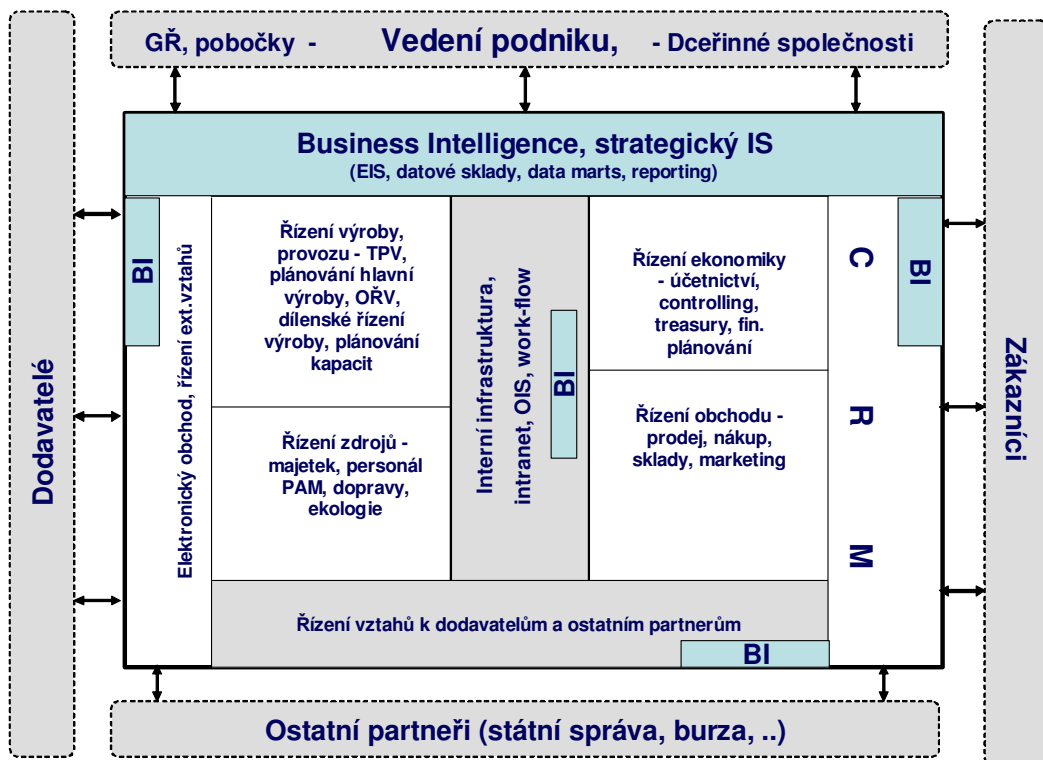 GŘ, pobočky - Vedení podniku, - Dceřinné společnosti
Business Intelligence, strategický IS
(EIS, datové sklady, data marts, reporting)
Dodavatelé
BI
Elektronický obchod, řízení ext.vztahů
Řízení výroby,
provozu - TPV,
plánování hlavní
výroby, OŘV,
dílenské řízení
výroby, plánování
kapacit
Řízení zdrojů -
majetek, personál
PAM, dopravy,
ekologie
Interní infrastruktura,
intranet, OIS, work-flow
BI
Řízení ekonomiky
- účetnictví,
controlling,
treasury, fin.
plánování
Řízení obchodu -
prodej, nákup,
sklady, marketing
C
R
M
BI
Zákazníci
Řízení vztahů k dodavatelům a ostatním partnerům
BI
Ostatní partneři (státní správa, burza, ..)